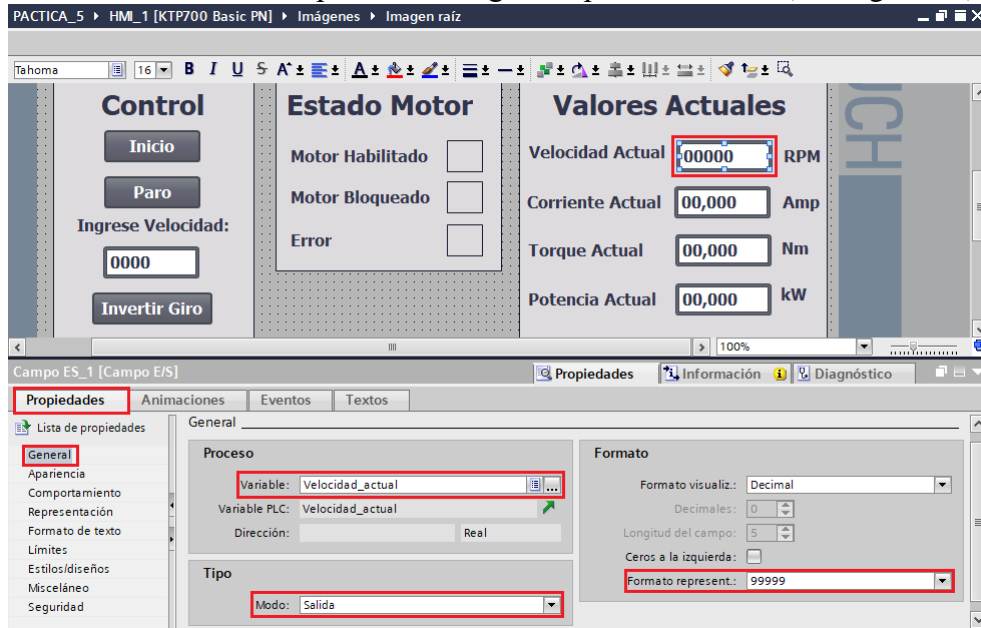 PACTICA_5 ▸ HMI_1 [KTP700 Basic PN] ▸ Imágenes ▸ Imagen raíz
Tahoma 16 B I U S A
Control
Inicio
Paro
Ingrese Velocidad:
0000
Invertir Giro
Estado Motor
Motor Habilitado
Motor Bloqueado
Error
Valores Actuales
Velocidad Actual 00000 RPM
Corriente Actual 00,000 Amp
Torque Actual 00,000 Nm
Potencia Actual 00,000 kW
UCH
100%
Campo ES_1 [Campo E/S]
Propiedades Información Diagnóstico
Propiedades Animaciones Eventos Textos
Lista de propiedades
General
Apariencia
Comportamiento
Representación
Formato de texto
Límites
Estilos/diseños
Misceláneo
Seguridad
General
Proceso
Variable: Velocidad_actual
Variable PLC: Velocidad_actual
Dirección: Real
Tipo
Modo: Salida
Formato
Formato visualiz.: Decimal
Decimales: 0
Longitud del campo: 5
Ceros a la izquierda:
Formato represent.: 99999